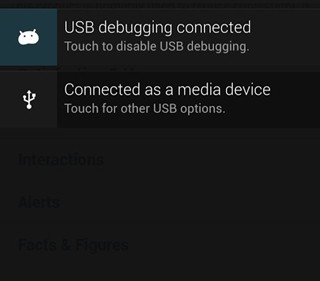 USB debugging connected
Touch to disable USB debugging.
Connected as a media device
Touch for other USB options.
Interactions
Alerts
Facts & Figures